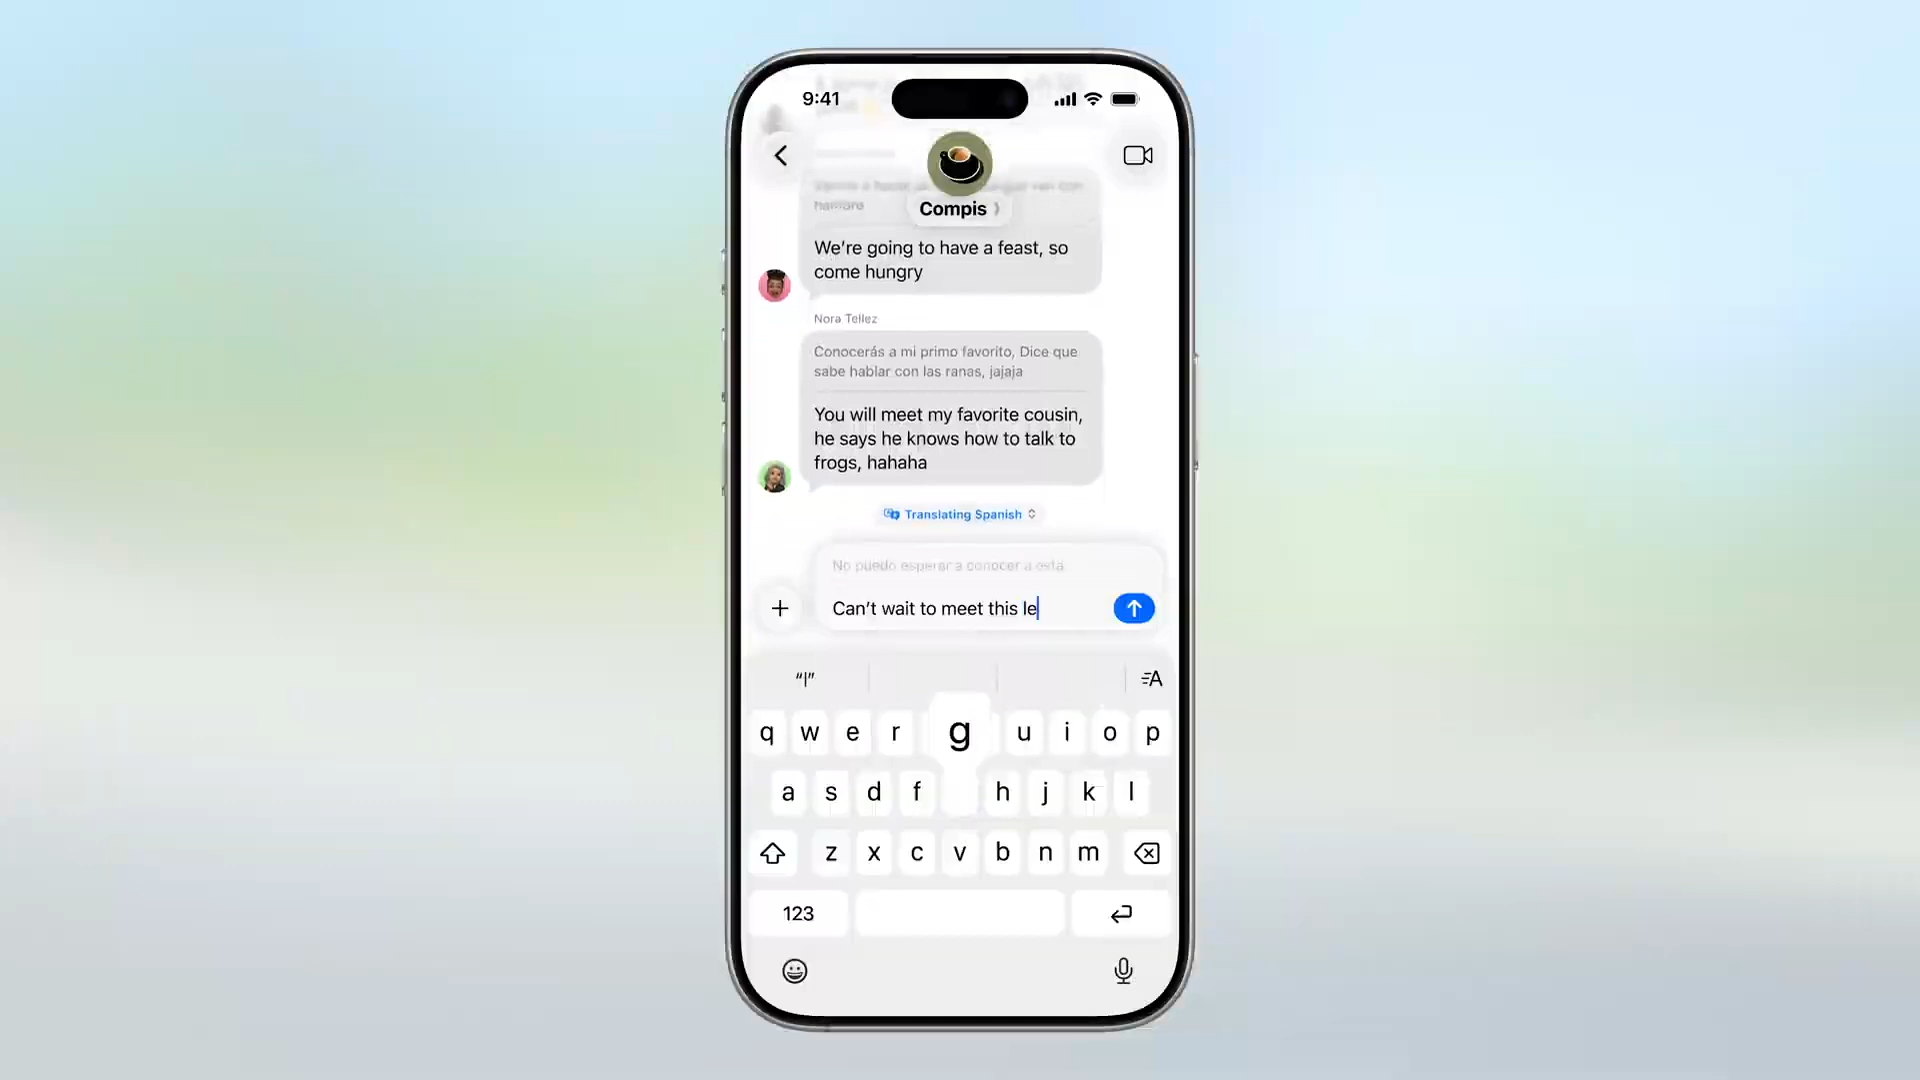 9:41
hambre
Compis
We're going to have a feast, so
come hungry
Nora Tellez
Conocerás a mi primo favorito, Dice que
sabe hablar con las ranas, jajaja
You will meet my favorite cousin,
he says he knows how to talk to
frogs, hahaha
Translating Spanish
No puedo esperar a conocer a esta
Can't wait to meet this le
“l”
A
q w e r g u i o p
a s d f h j k l
z x c v b n m
123